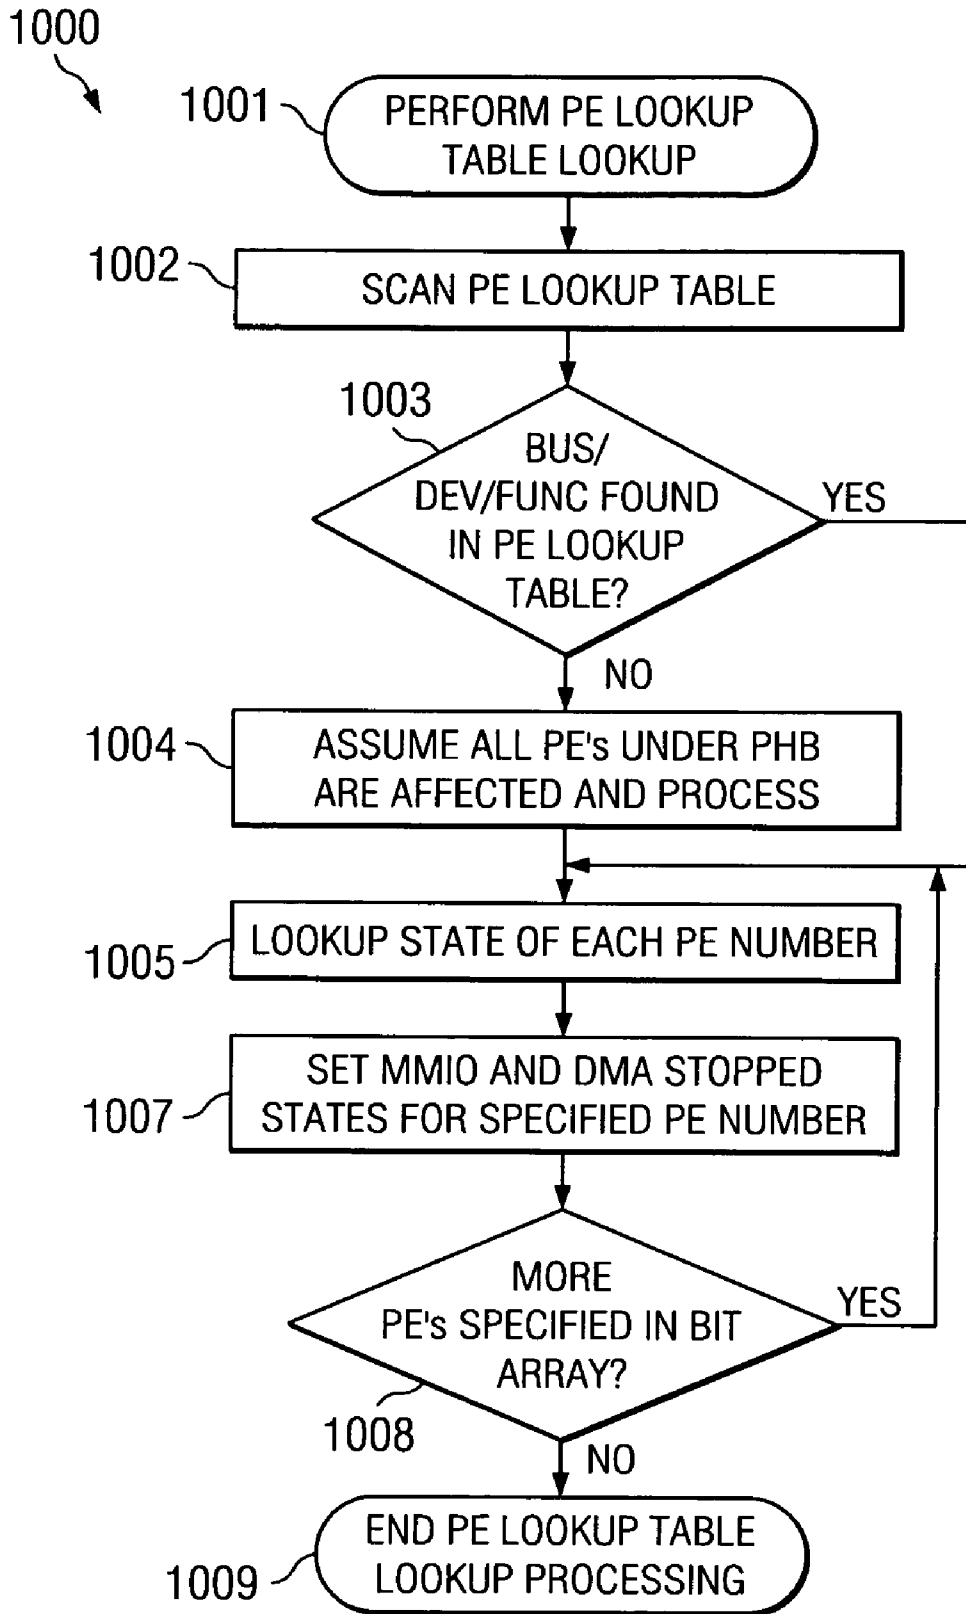 1000
1001
PERFORM PE LOOKUP
TABLE LOOKUP
1002
SCAN PE LOOKUP TABLE
1003
BUS/
DEV/FUNC FOUND
IN PE LOOKUP
TABLE?
YES
NO
1004
ASSUME ALL PE's UNDER PHB
ARE AFFECTED AND PROCESS
1005
LOOKUP STATE OF EACH PE NUMBER
1007
SET MMIO AND DMA STOPPED
STATES FOR SPECIFIED PE NUMBER
MORE
PE's SPECIFIED IN BIT
ARRAY?
YES
1008
NO
1009
END PE LOOKUP TABLE
LOOKUP PROCESSING